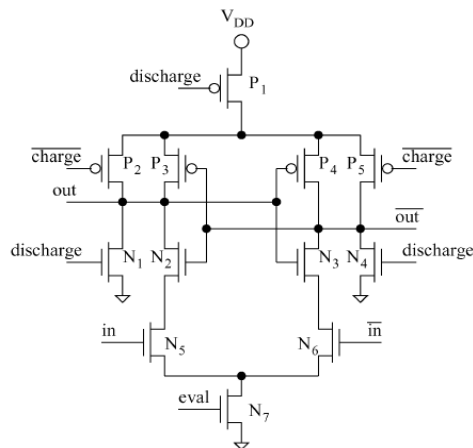 V_DD
discharge
P_1
charge̅ P_2 P_3 P_4 P_5 charge̅
out
out̅
discharge N_1 N_2 N_3 N_4 discharge
in N_5 N_6 in̅
eval N_7